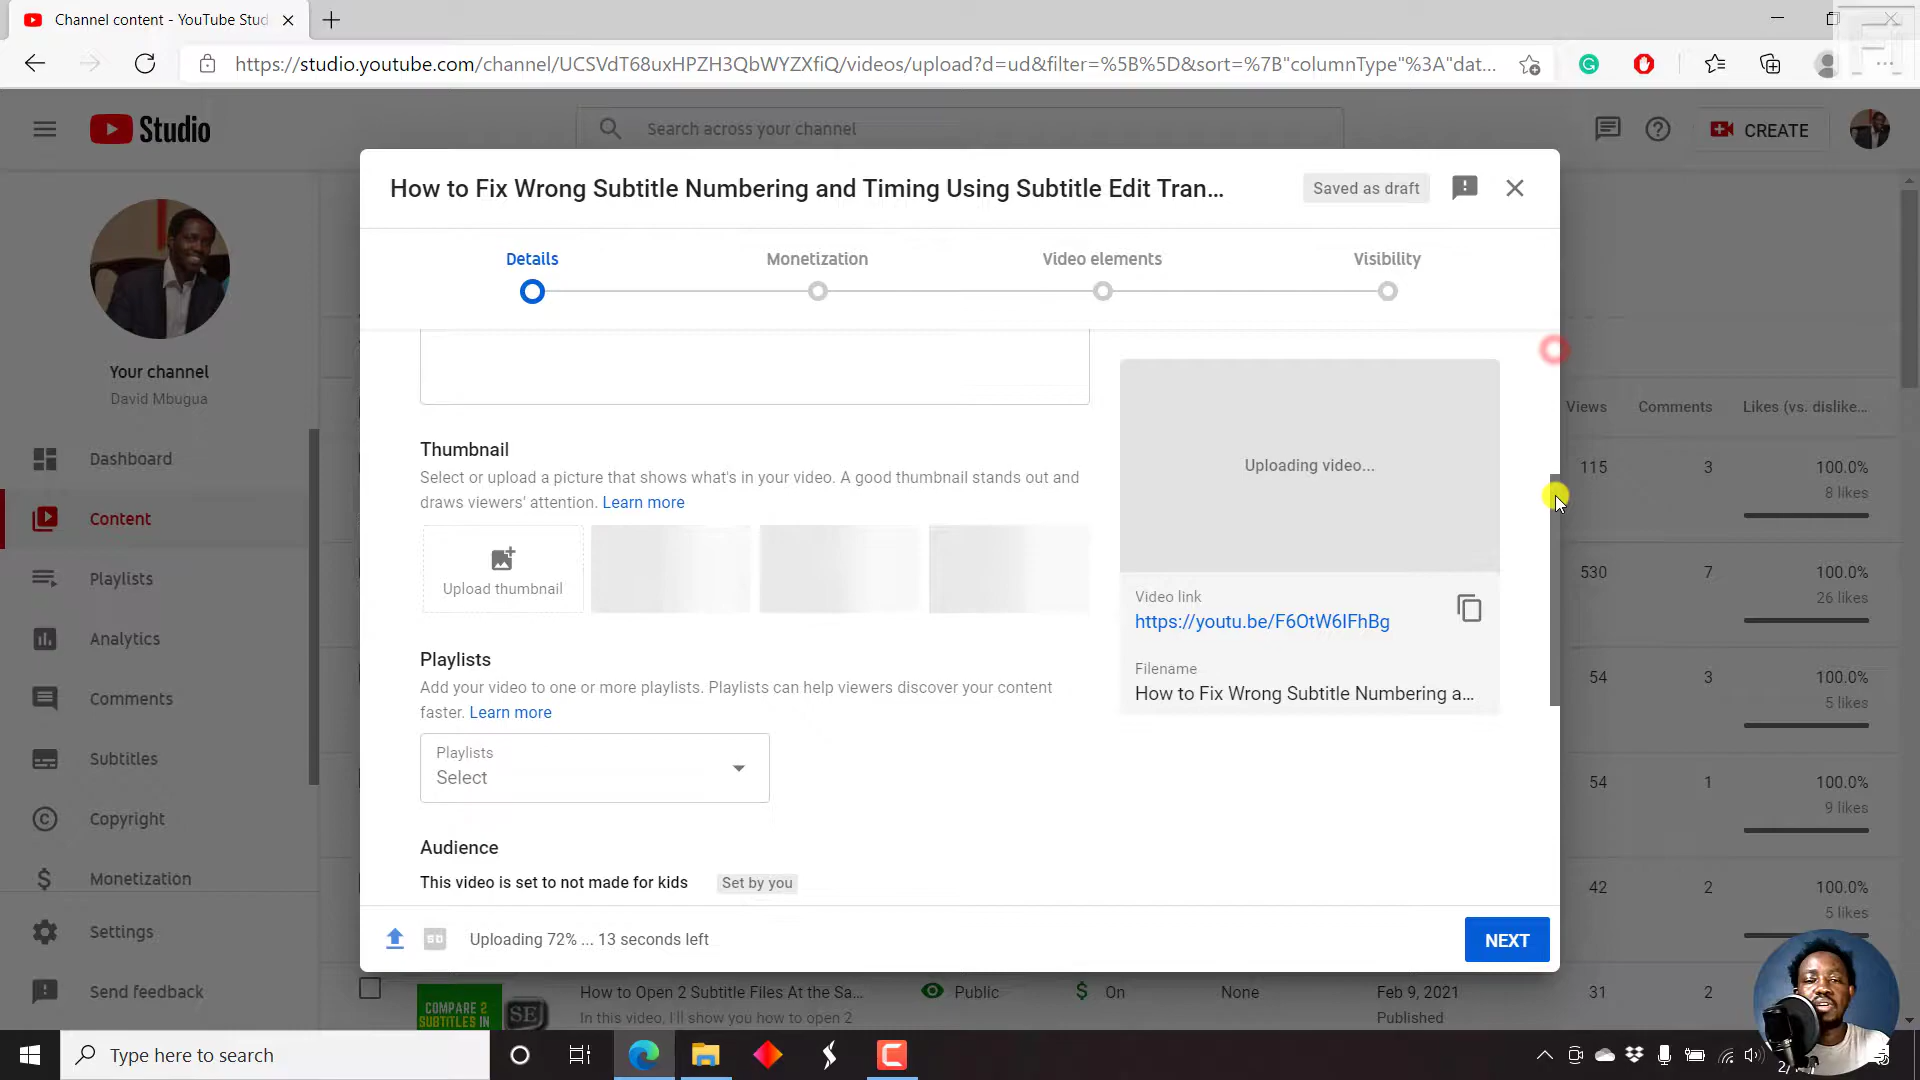 Channel content - YouTube Stud
https://studio.youtube.com/channel/UCSVdT68uxHPZH3QbWYZXfiQ/videos/upload?d=ud&filter=%5B%5D&sort=%7B"columnType"%3A"dat...
Studio
Search across your channel
CREATE
How to Fix Wrong Subtitle Numbering and Timing Using Subtitle Edit Tran...
Saved as draft
Details
Monetization
Video elements
Visibility
Your channel
David Mbugua
Dashboard
Content
Playlists
Analytics
Comments
Subtitles
Copyright
Monetization
Settings
Send feedback
Thumbnail
Select or upload a picture that shows what's in your video. A good thumbnail stands out and
draws viewers' attention. Learn more
Upload thumbnail
Playlists
Add your video to one or more playlists. Playlists can help viewers discover your content
faster. Learn more
Playlists
Select
Audience
This video is set to not made for kids
Set by you
Uploading video...
Video link
https://youtu.be/F6OtW6IFhBg
Filename
How to Fix Wrong Subtitle Numbering a...
SD
Uploading 72% ... 13 seconds left
NEXT
Views
Comments
Likes (vs. dislike...
115
3
100.0%
8 likes
530
7
100.0%
26 likes
54
3
100.0%
5 likes
54
1
100.0%
9 likes
42
2
100.0%
5 likes
COMPARE 2
SUBTITLES IN
SE
How to Open 2 Subtitle Files At the Sa...
In this video, I'll show you how to open 2
Public
On
None
Feb 9, 2021
Published
31
2
Type here to search